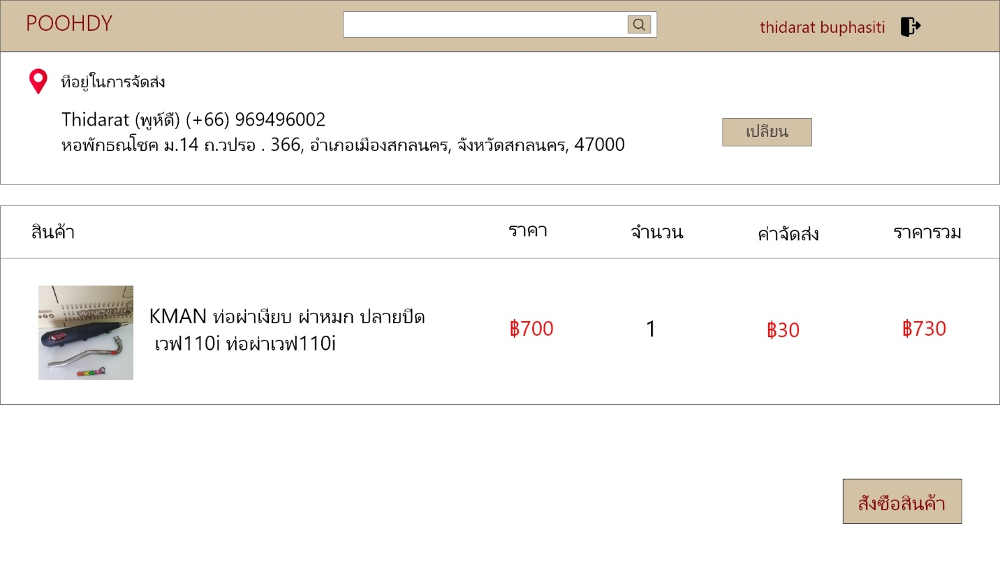 POOHDY
thidarat buphasiti
ที่อยู่ในการจัดส่ง
Thidarat (พูห์ดี้) (+66) 969496002
หอพักธณโชค ม.14 ถ.วปรอ . 366, อำเภอเมืองสกลนคร, จังหวัดสกลนคร, 47000
เปลี่ยน
สินค้า ราคา จำนวน ค่าจัดส่ง ราคารวม
KMAN ท่อผ่าเงียบ ผ่าหมก ปลายปิด
เวฟ110i ท่อผ่าเวฟ110i
฿700 1 ฿30 ฿730
สั่งซื้อสินค้า